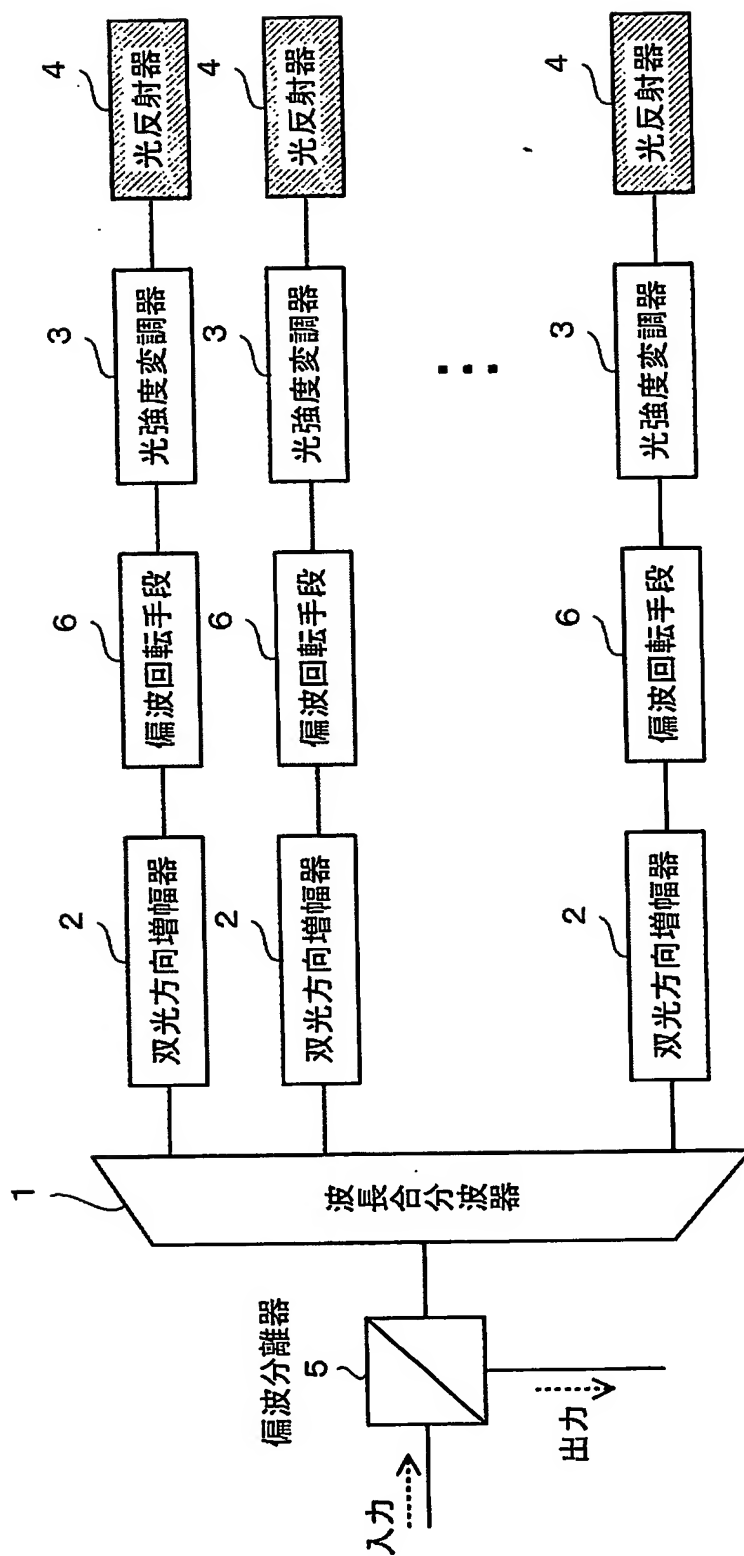 4
光反射器
3
光強度変調器
6
偏波回転手段
2
双光方向増幅器
4
光反射器
3
光強度変調器
6
偏波回転手段
2
双光方向増幅器
4
光反射器
3
光強度変調器
6
偏波回転手段
2
双光方向増幅器
1
波長合分波器
偏波分離器
5
入力
出力